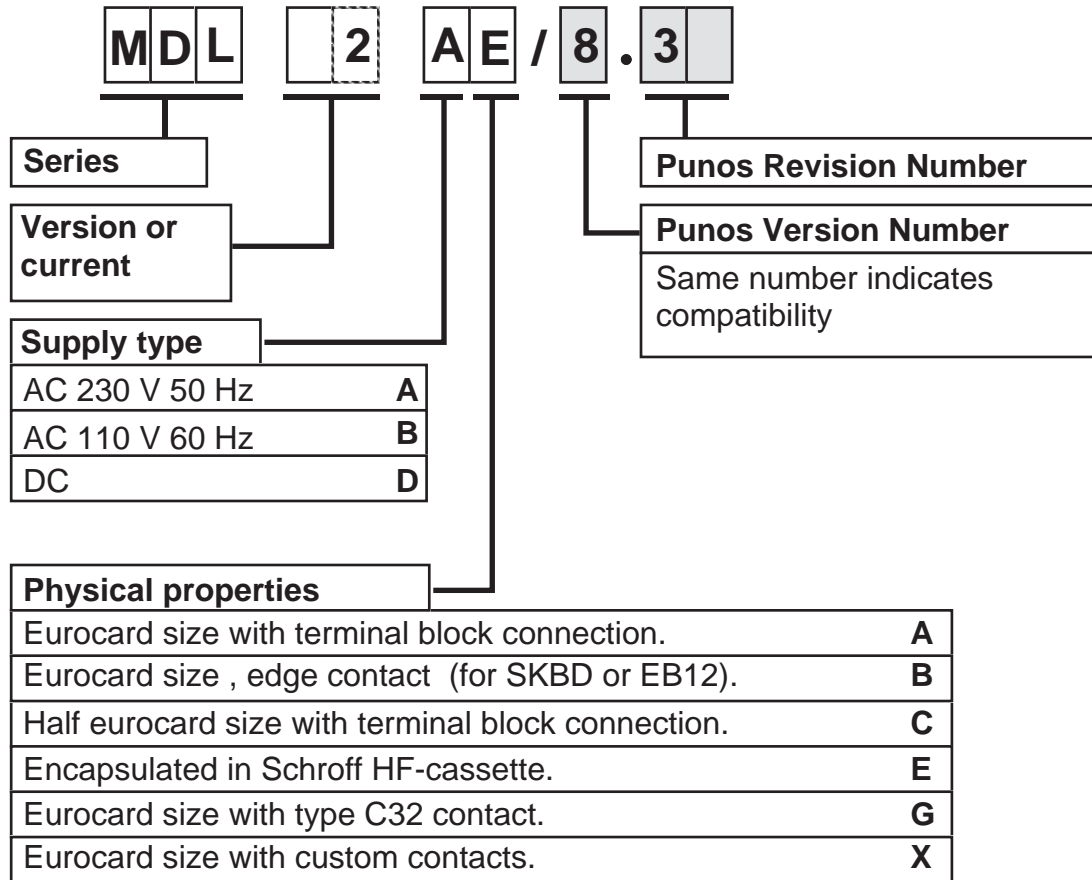 MDL 2 AE / 8 . 3
Series
Punos Revision Number
Version or
current
Punos Version Number
Same number indicates
compatibility
Supply type
AC 230 V 50 Hz A
AC 110 V 60 Hz B
DC D
Physical properties
Eurocard size with terminal block connection. A
Eurocard size , edge contact (for SKBD or EB12). B
Half eurocard size with terminal block connection. C
Encapsulated in Schroff HF-cassette. E
Eurocard size with type C32 contact. G
Eurocard size with custom contacts. X